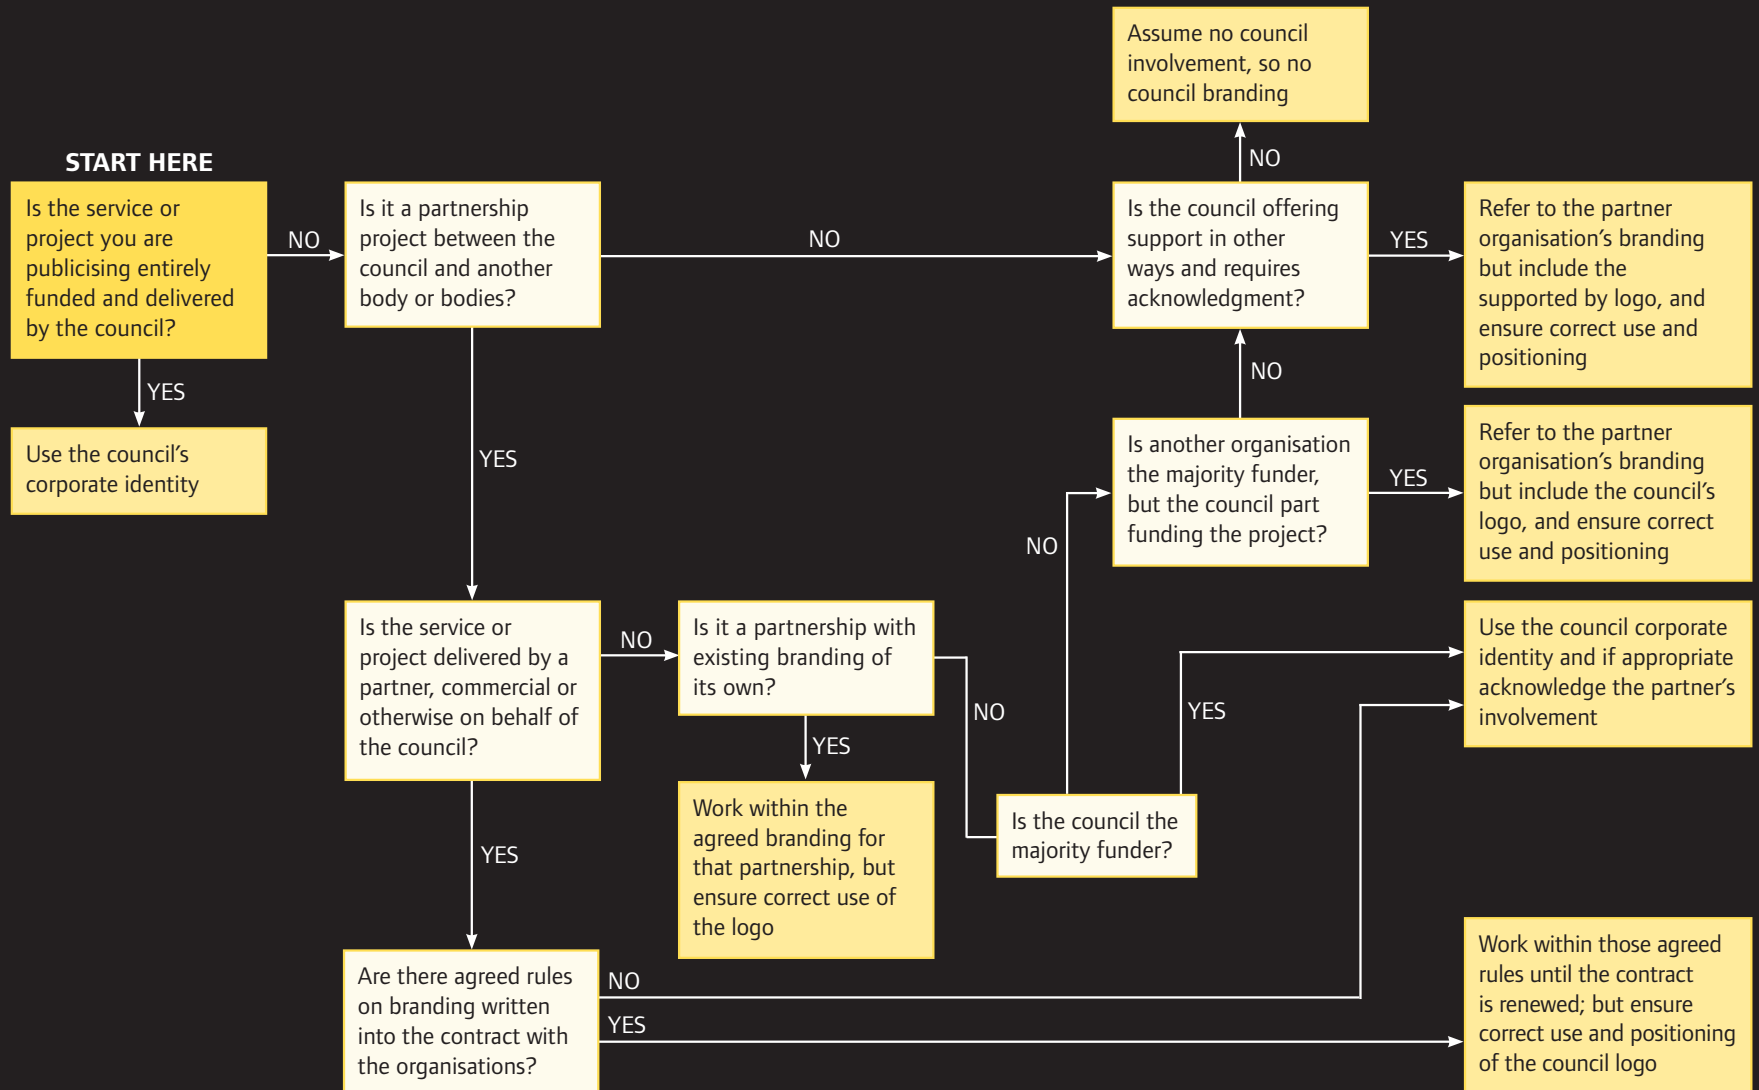 Assume no council
involvement, so no
council branding
NO
START HERE
Is the service or
project you are
publicising entirely
funded and delivered
by the council?
NO
Is it a partnership
project between the
council and another
body or bodies?
NO
Is the council offering
support in other
ways and requires
acknowledgment?
YES
Refer to the partner
organisation's branding
but include the
supported by logo, and
ensure correct use and
positioning
YES
Use the council's
corporate identity
YES
NO
Is another organisation
the majority funder,
but the council part
funding the project?
YES
Refer to the partner
organisation's branding
but include the council's
logo, and ensure correct
use and positioning
NO
Is the service or
project delivered by a
partner, commercial or
otherwise on behalf of
the council?
NO
Is it a partnership with
existing branding of
its own?
NO
YES
Use the council corporate
identity and if appropriate
acknowledge the partner's
involvement
YES
Work within the
agreed branding for
that partnership, but
ensure correct use of
the logo
Is the council the
majority funder?
YES
Are there agreed rules
on branding written
into the contract with
the organisations?
NO
YES
Work within those agreed
rules until the contract
is renewed; but ensure
correct use and positioning
of the council logo